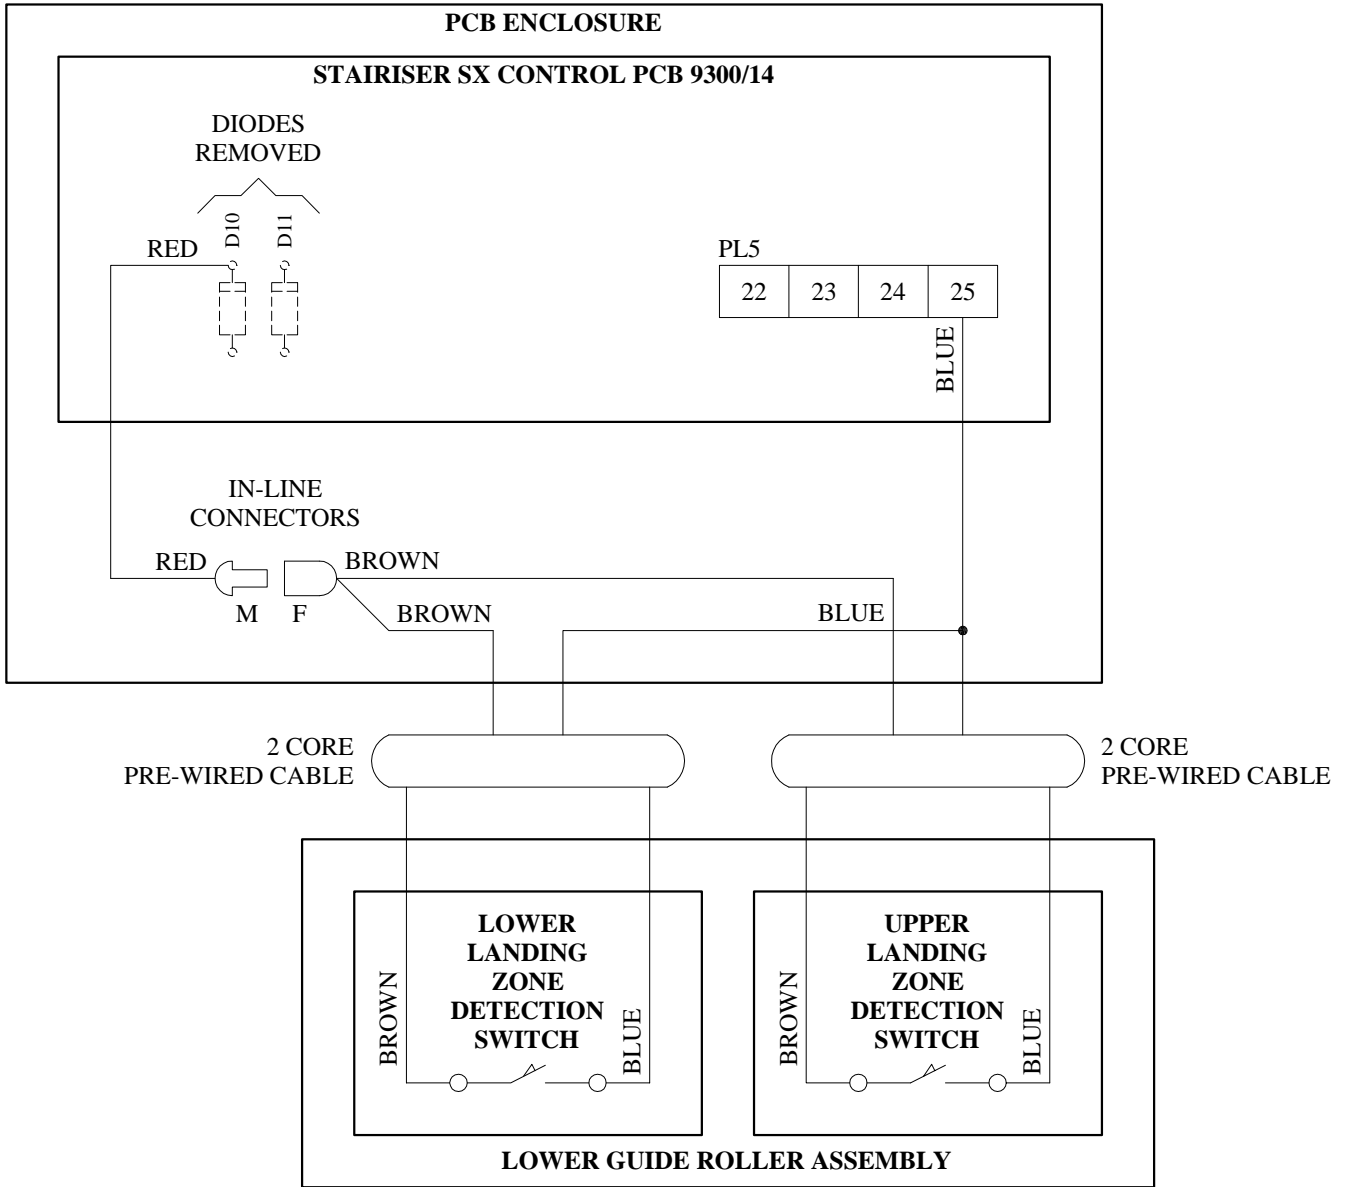 PCB ENCLOSURE
STAIRISER SX CONTROL PCB 9300/14
DIODES
REMOVED
D10
D11
RED
PL5
22 23 24 25
BLUE
IN-LINE
CONNECTORS
RED
BROWN
M F
BROWN
BLUE
2 CORE
PRE-WIRED CABLE
2 CORE
PRE-WIRED CABLE
LOWER
LANDING
ZONE
DETECTION
SWITCH
BROWN
BLUE
UPPER
LANDING
ZONE
DETECTION
SWITCH
BROWN
BLUE
LOWER GUIDE ROLLER ASSEMBLY